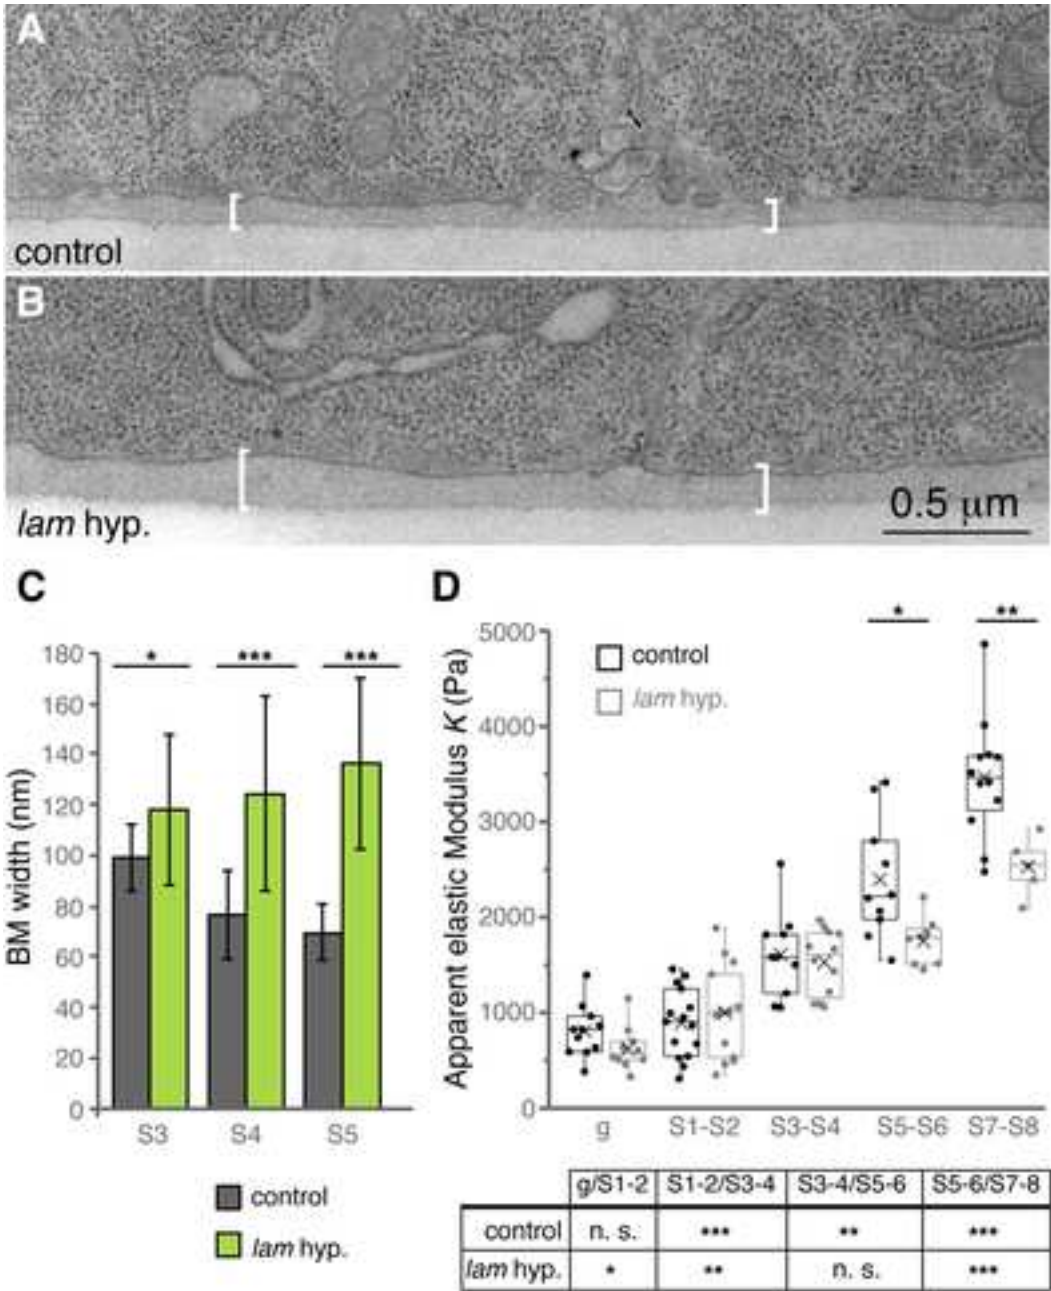 A
control
B
lam hyp.
0.5 µm
C
BM width (nm)
180
160
140
120
100
80
60
40
20
0
*
***
***
S3
S4
S5
control
lam hyp.
D
Apparent elastic Modulus K (Pa)
5000
4000
3000
2000
1000
0
control
lam hyp.
*
**
g
S1-S2
S3-S4
S5-S6
S7-S8
g/S1-2 S1-2/S3-4 S3-4/S5-6 S5-6/S7-8
control n. s. *** ** ***
lam hyp. * ** n. s. ***